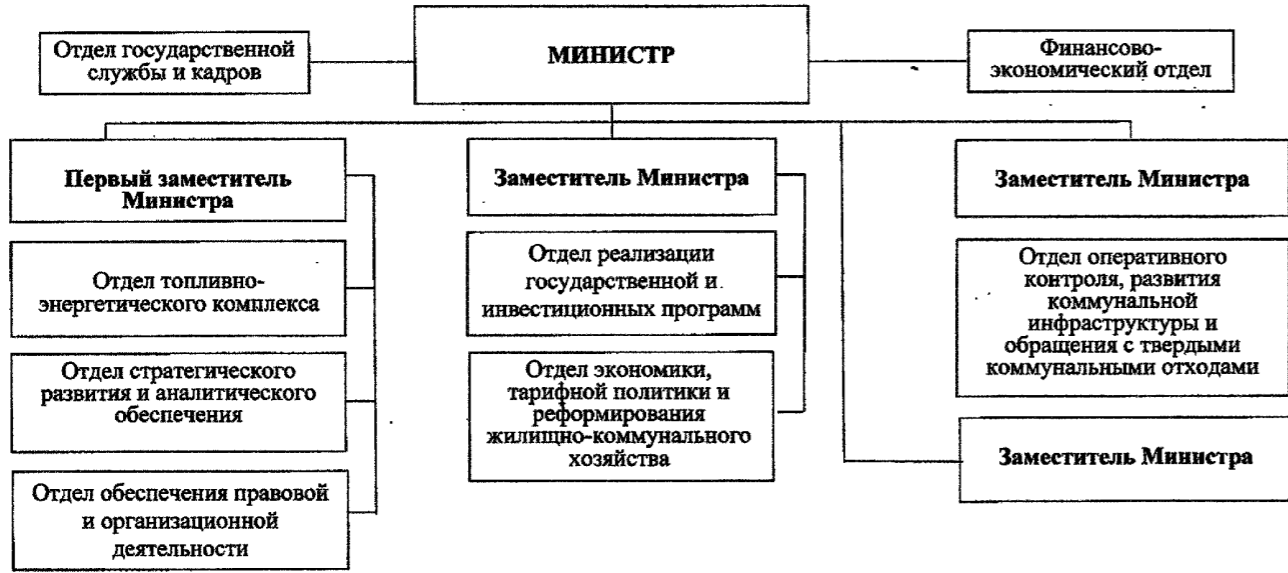 Отдел государственной
службы и кадров
МИНИСТР
Финансово-
экономический отдел
Первый заместитель
Министра
Отдел топливно-
энергетического комплекса
Отдел стратегического
развития и аналитического
обеспечения
Отдел обеспечения правовой
и организационной
деятельности
Заместитель Министра
Отдел реализации
государственной и
инвестиционных программ
Отдел экономики,
тарифной политики и
реформирования
жилищно-коммунального
хозяйства
Заместитель Министра
Отдел оперативного
контроля, развития
коммунальной
инфраструктуры и
обращения с твердыми
коммунальными отходами
Заместитель Министра